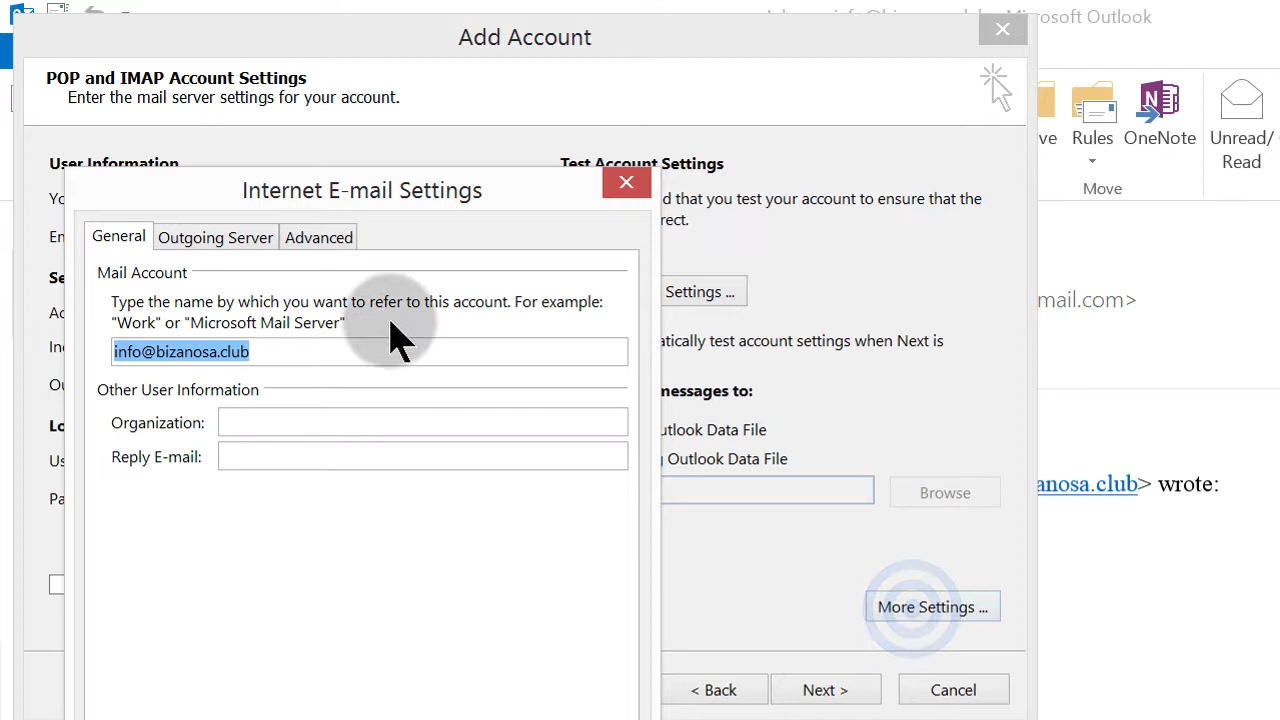 Microsoft Outlook
Add Account
POP and IMAP Account Settings
Enter the mail server settings for your account.
Rules
OneNote
Unread/
Read
Move
User Information
Test Account Settings
d that you test your account to ensure that the
Internet E-mail Settings
General
Outgoing Server
Advanced
Mail Account
Settings ...
Type the name by which you want to refer to this account. For example:
mail.com>
"Work" or "Microsoft Mail Server"
info@bizanosa.club
atically test account settings when Next is
Other User Information
messages to:
Organization:
utlook Data File
Reply E-mail:
Outlook Data File
anosa.club> wrote:
Browse
More Settings ...
< Back
Next >
Cancel